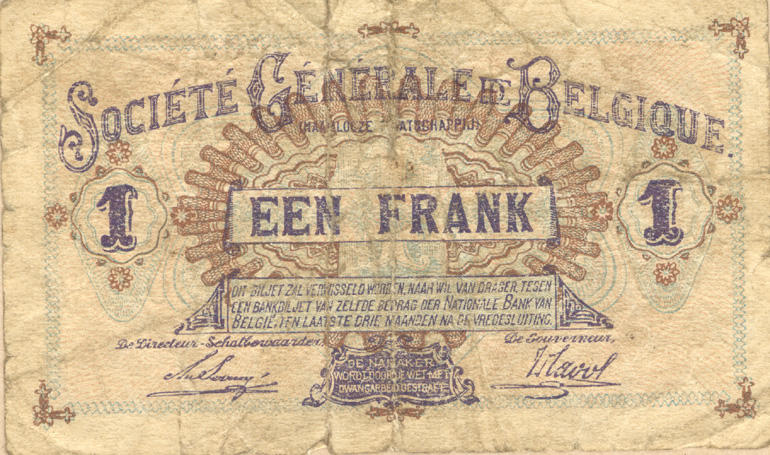 SOCIÉTÉ GÉNÉRALE DE BELGIQUE.
(NAAMLOOZE MAATSCHAPPIJ)
1 EEN FRANK 1
DIT BILJET ZAL VERWISSELD WORDEN, NAAR WIL VAN DRAGER, TEGEN
EEN BANKBILJET VAN ZELFDE BEDRAG DER NATIONALE BANK VAN
BELGIË, TEN LAATSTE DRIE MAANDEN NA DE VREDESLUITING.
De Directeur-Schatbewaarder, De Gouverneur,
DE NAMAKER
WORDT DOOR DE WET MET
DWANGARBEID GESTRAFT